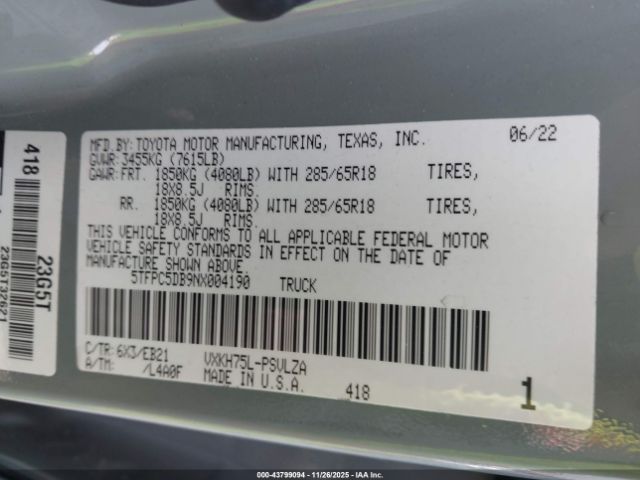 MFD.BY: TOYOTA MOTOR MANUFACTURING, TEXAS, INC. 06/22
GVWR: 3455KG (7615LB)
GAWR: FRT. 1850KG (4080LB) WITH 285/65R18 TIRES,
18X8.5J RIMS.
RR. 1850KG (4080LB) WITH 285/65R18 TIRES,
18X8.5J RIMS.
THIS VEHICLE CONFORMS TO ALL APPLICABLE FEDERAL MOTOR
VEHICLE SAFETY STANDARDS IN EFFECT ON THE DATE OF
MANUFACTURE SHOWN ABOVE.
5TFPC5DB9NX004190 TRUCK
C/TR: 6X3/EB21 VXKH75L-PSVLZA
A/TM: /L4A0F MADE IN U.S.A. 418 1
418
23G5T
00-43799094 - 11/26/2025 - IAA Corp.